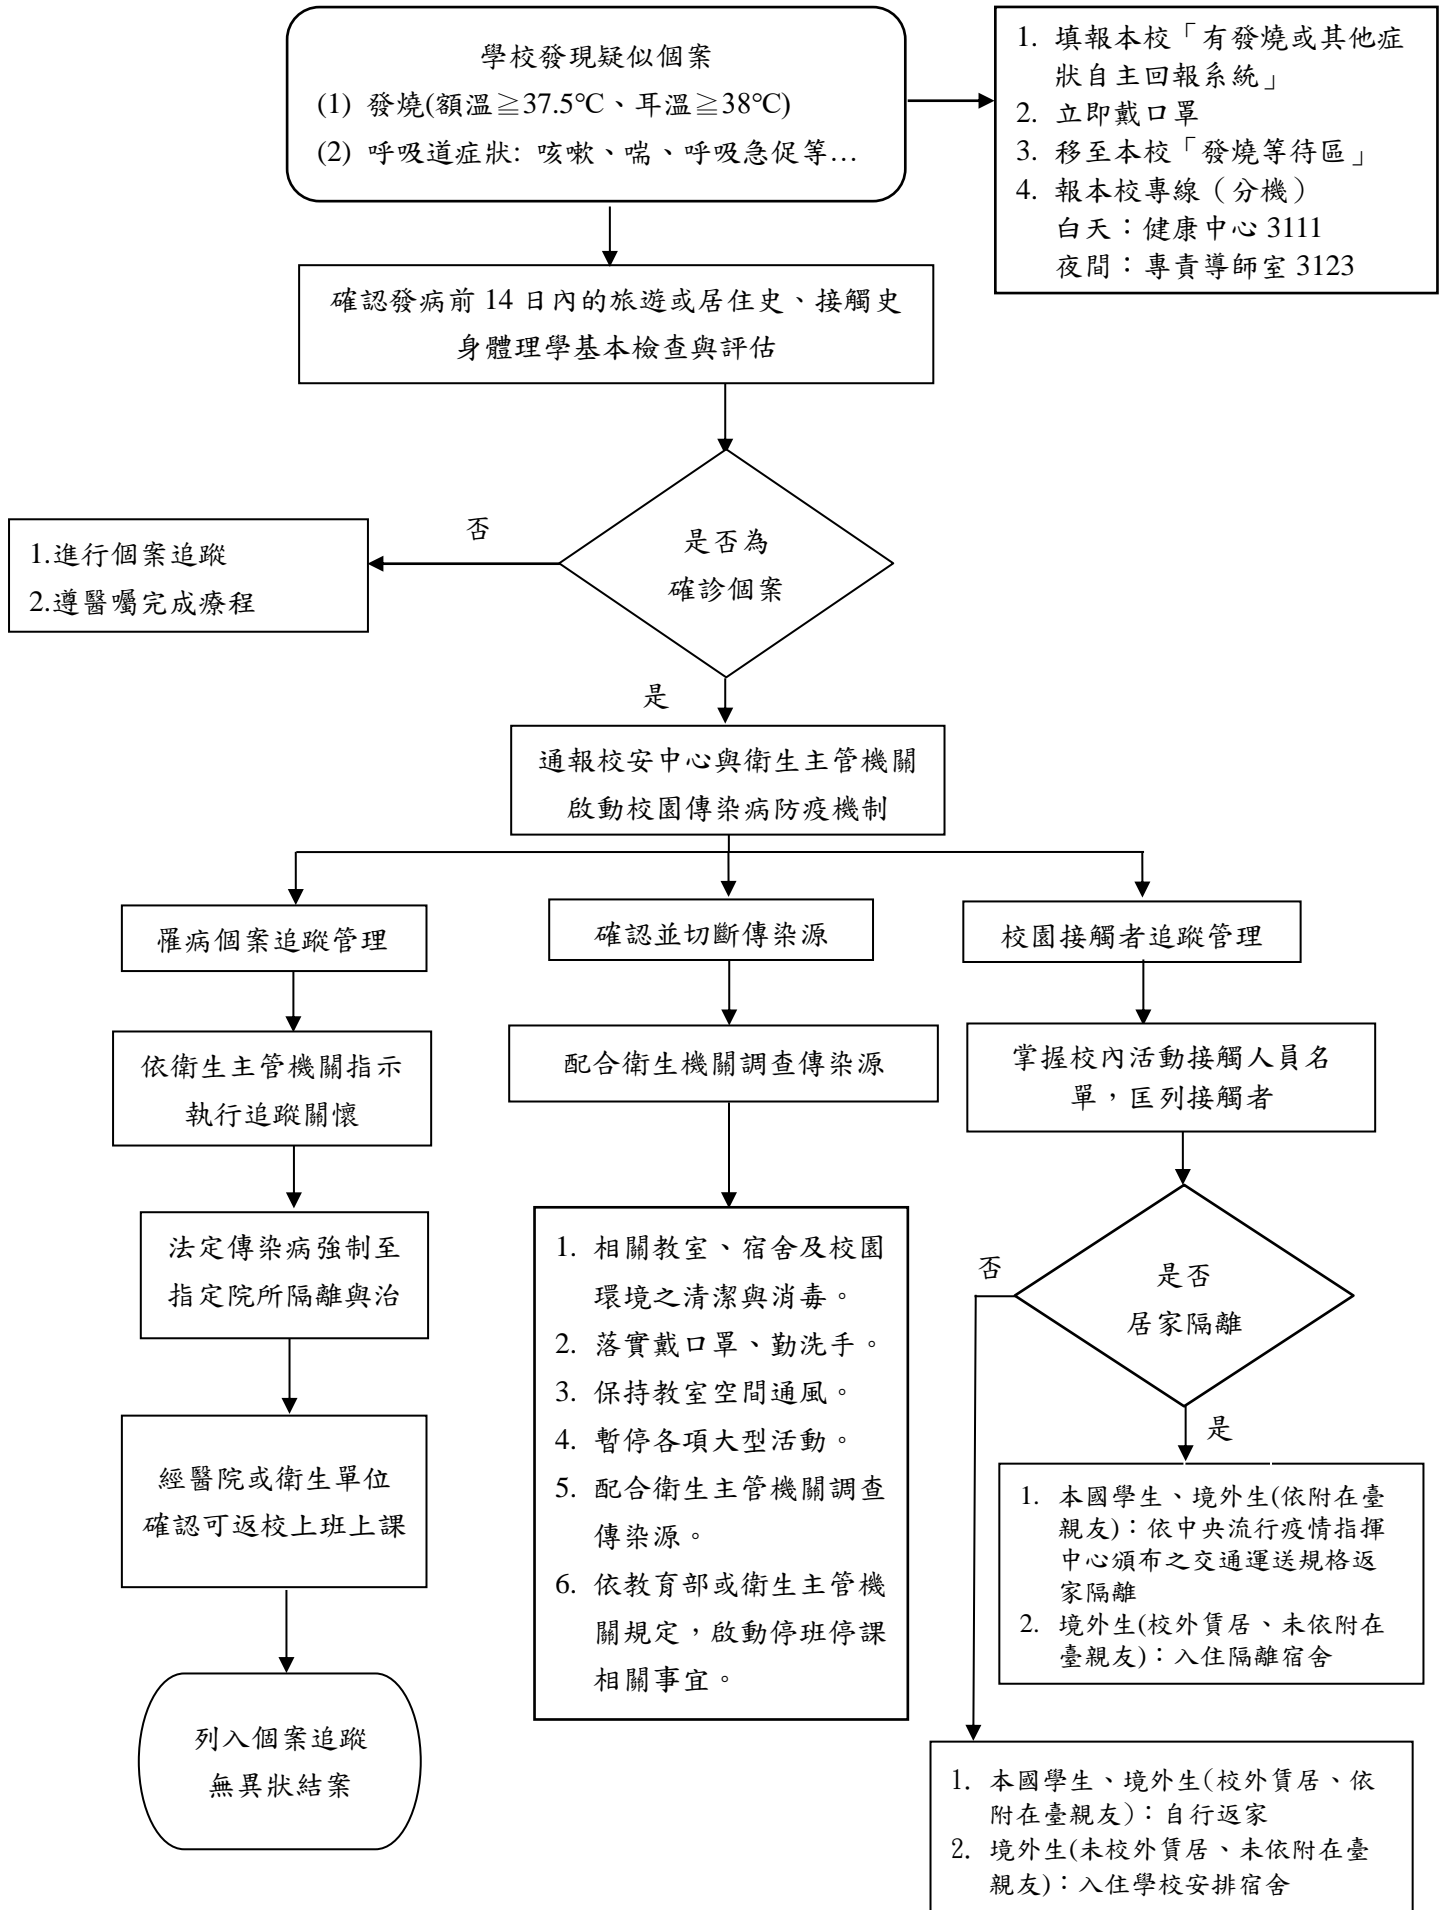 學校發現疑似個案
(1) 發燒(額溫≧37.5℃、耳溫≧38℃)
(2) 呼吸道症狀: 咳嗽、喘、呼吸急促等…
1. 填報本校「有發燒或其他症
狀自主回報系統」
2. 立即戴口罩
3. 移至本校「發燒等待區」
4. 報本校專線（分機）
白天：健康中心 3111
夜間：專責導師室 3123
確認發病前 14 日內的旅遊或居住史、接觸史
身體理學基本檢查與評估
是否為
確診個案
否
1.進行個案追蹤
2.遵醫囑完成療程
是
通報校安中心與衛生主管機關
啟動校園傳染病防疫機制
罹病個案追蹤管理
依衛生主管機關指示
執行追蹤關懷
法定傳染病強制至
指定院所隔離與治
經醫院或衛生單位
確認可返校上班上課
列入個案追蹤
無異狀結案
確認並切斷傳染源
配合衛生機關調查傳染源
1. 相關教室、宿舍及校園
環境之清潔與消毒。
2. 落實戴口罩、勤洗手。
3. 保持教室空間通風。
4. 暫停各項大型活動。
5. 配合衛生主管機關調查
傳染源。
6. 依教育部或衛生主管機
關規定，啟動停班停課
相關事宜。
校園接觸者追蹤管理
掌握校內活動接觸人員名
單，匡列接觸者
是否
居家隔離
否
是
1. 本國學生、境外生(依附在臺
親友)：依中央流行疫情指揮
中心頒布之交通運送規格返
家隔離
2. 境外生(校外賃居、未依附在
臺親友)：入住隔離宿舍
1. 本國學生、境外生(校外賃居、依
附在臺親友)：自行返家
2. 境外生(未校外賃居、未依附在臺
親友)：入住學校安排宿舍